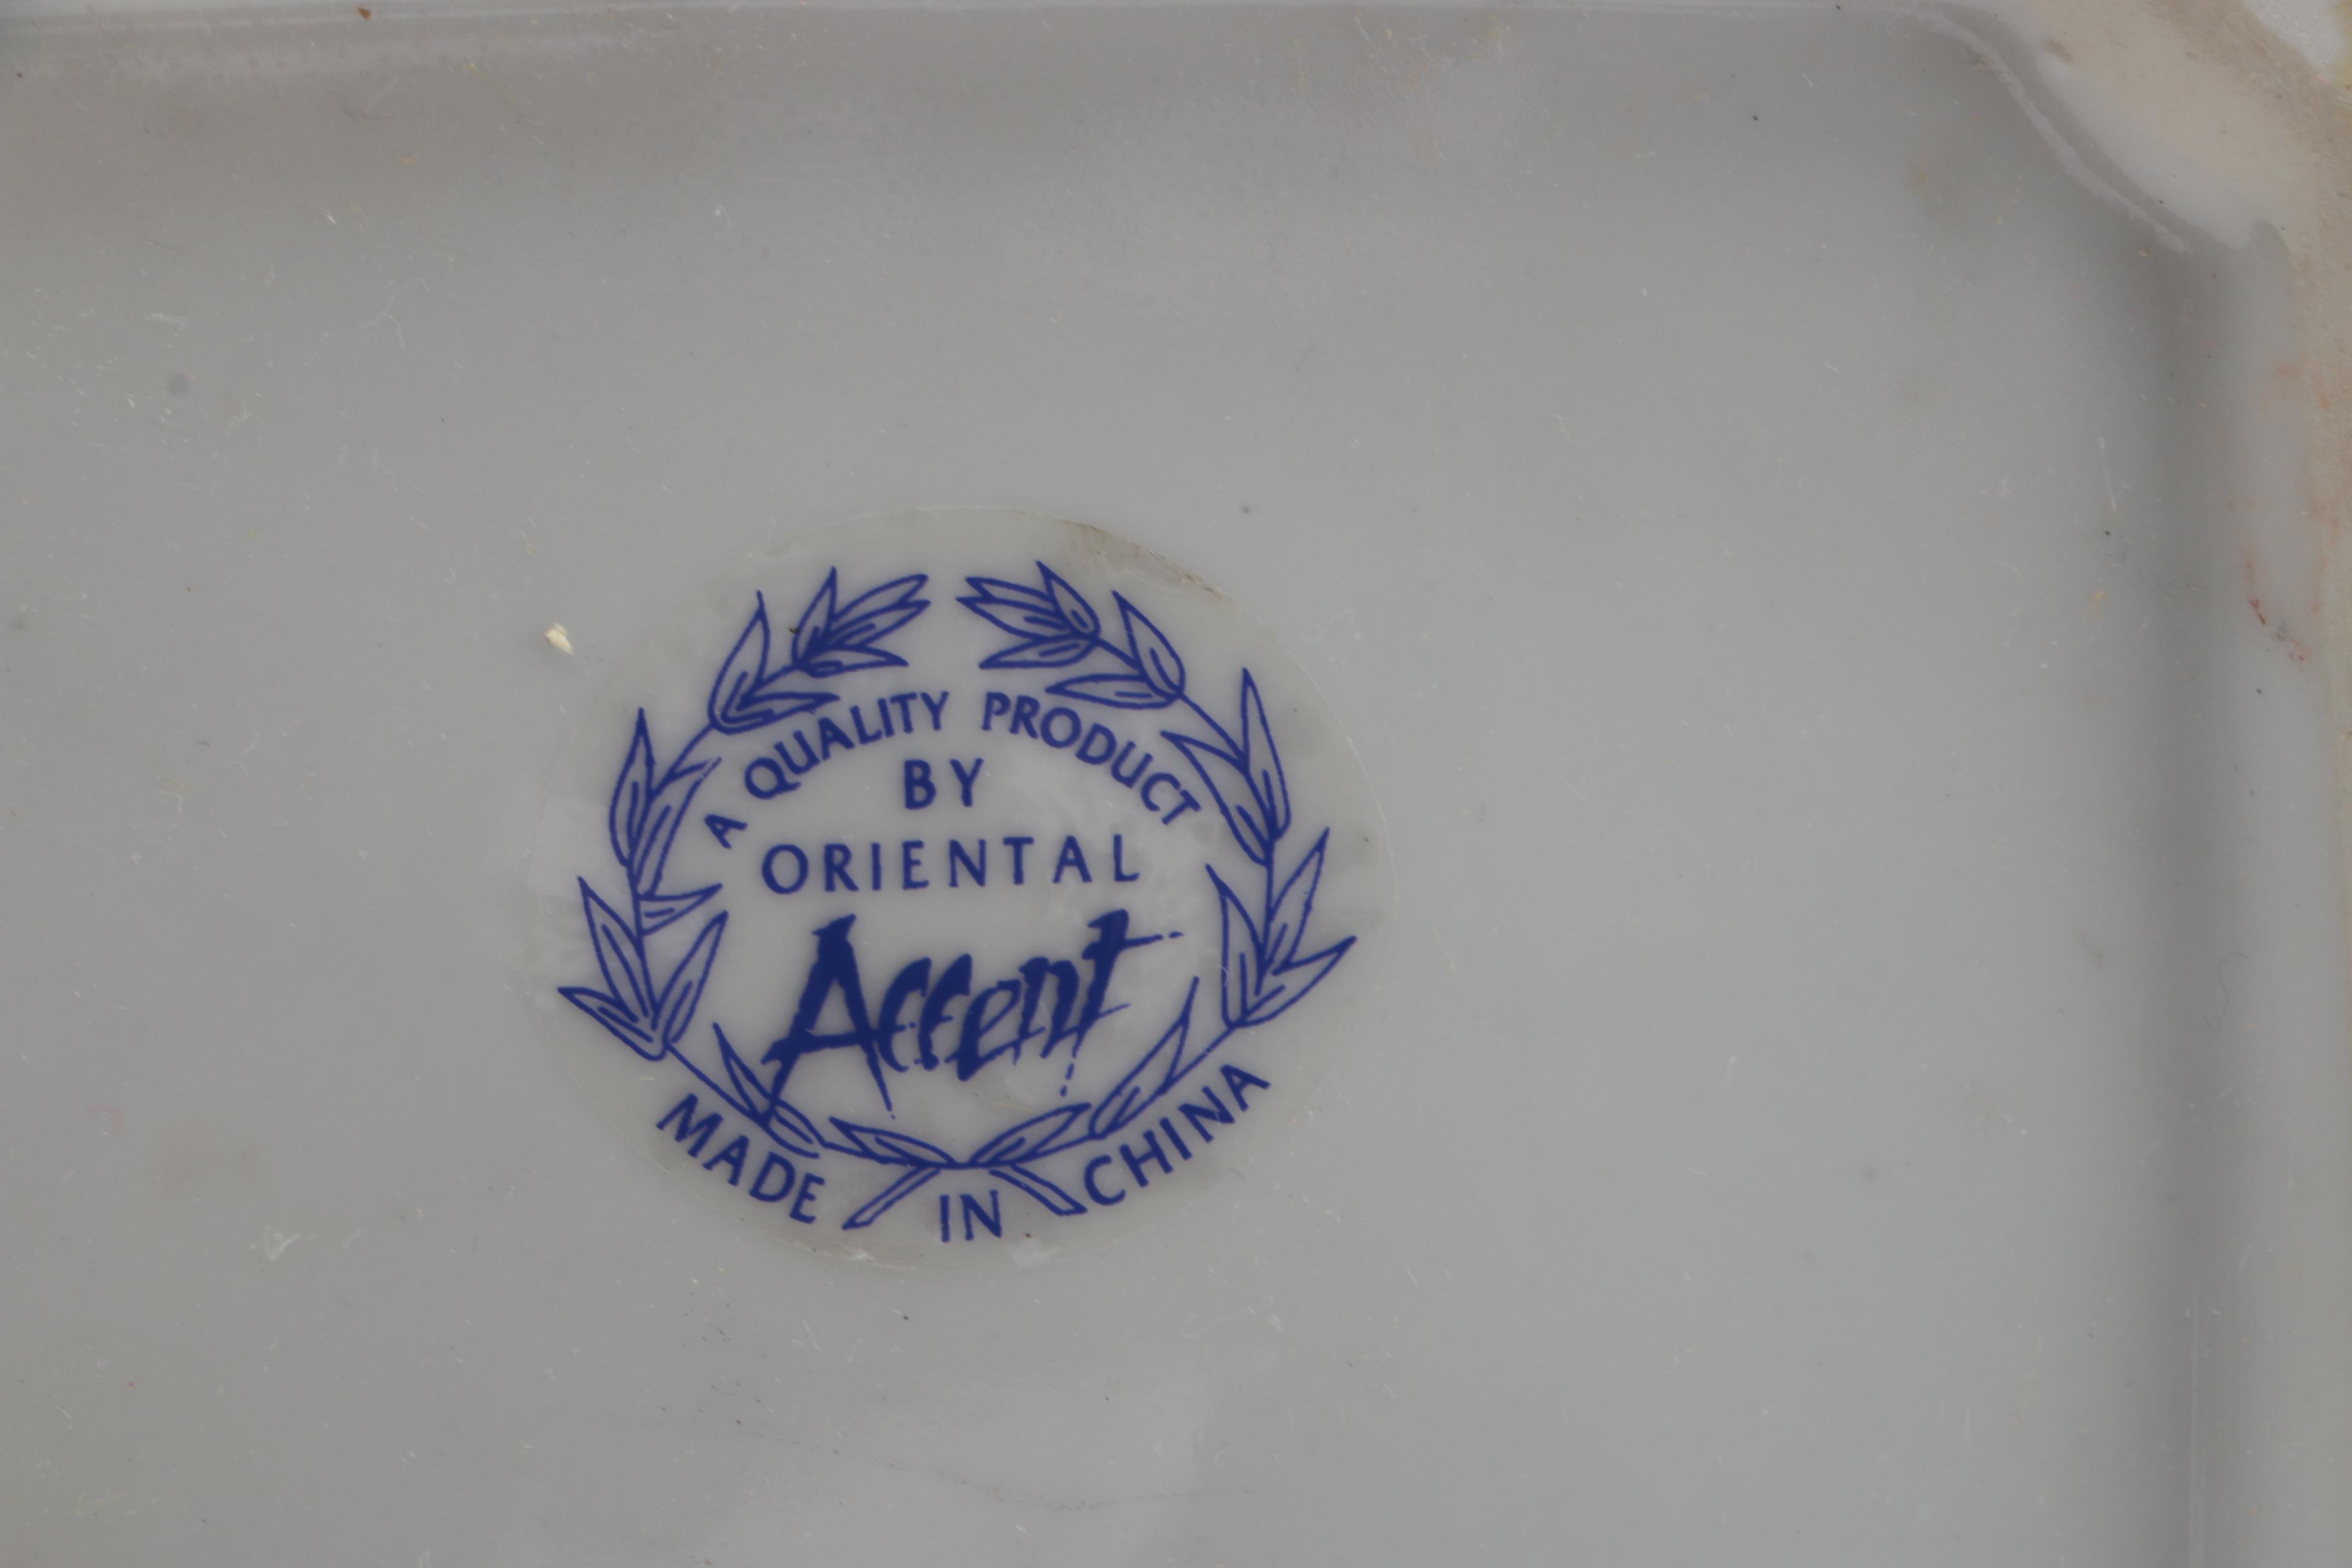 A QUALITY PRODUCT
BY
ORIENTAL
Accent
MADE IN CHINA